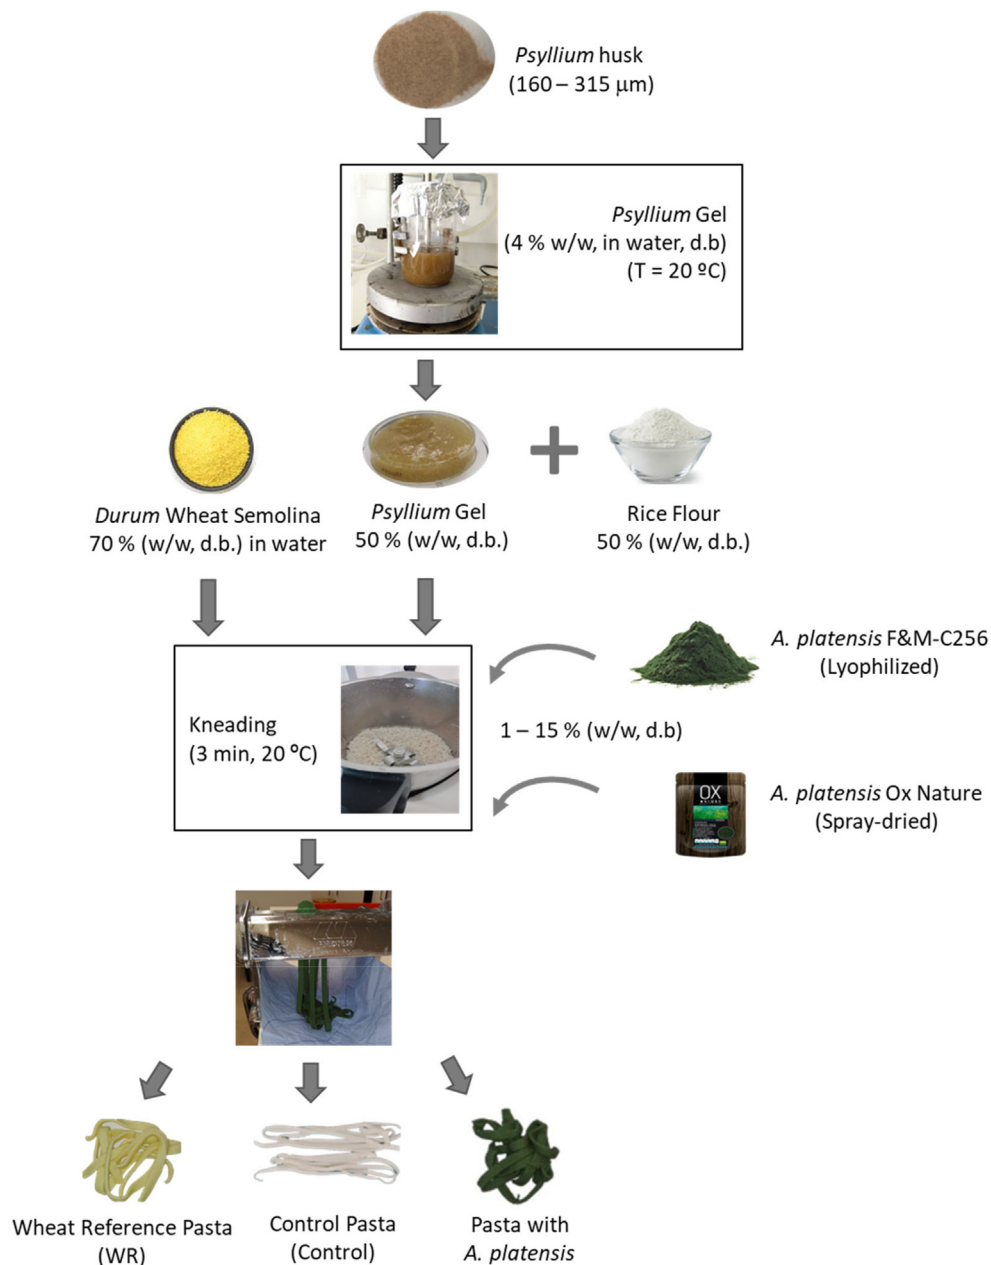 Psyllium husk
(160 – 315 µm)
Psyllium Gel
(4 % w/w, in water, d.b)
(T = 20 ºC)
Durum Wheat Semolina
70 % (w/w, d.b.) in water
Psyllium Gel
50 % (w/w, d.b.)
Rice Flour
50 % (w/w, d.b.)
Kneading
(3 min, 20 ºC)
A. platensis F&M-C256
(Lyophilized)
1 – 15 % (w/w, d.b)
OX
A. platensis Ox Nature
(Spray-dried)
Wheat Reference Pasta
(WR)
Control Pasta
(Control)
Pasta with
A. platensis